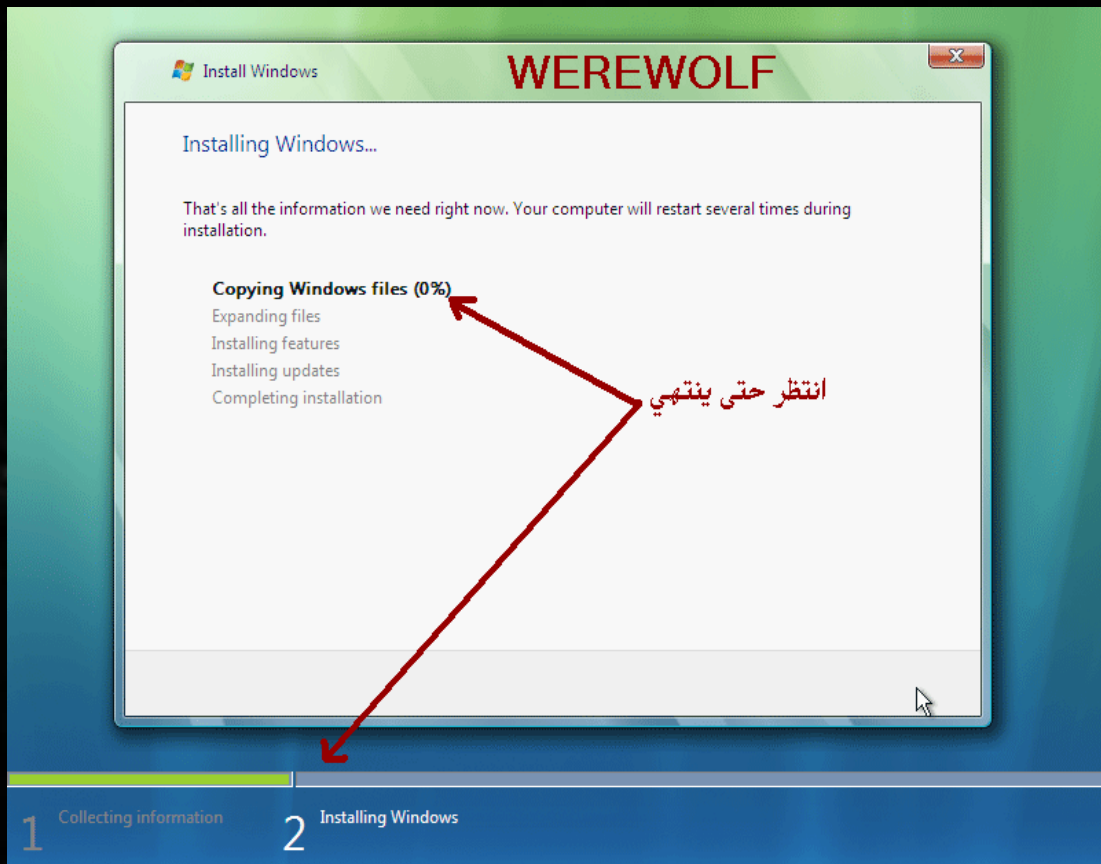 Install Windows
WEREWOLF
Installing Windows...
That's all the information we need right now. Your computer will restart several times during
installation.
Copying Windows files (0%)
Expanding files
Installing features
Installing updates
Completing installation
انتظر حتى ينتهي
1 Collecting information
2 Installing Windows